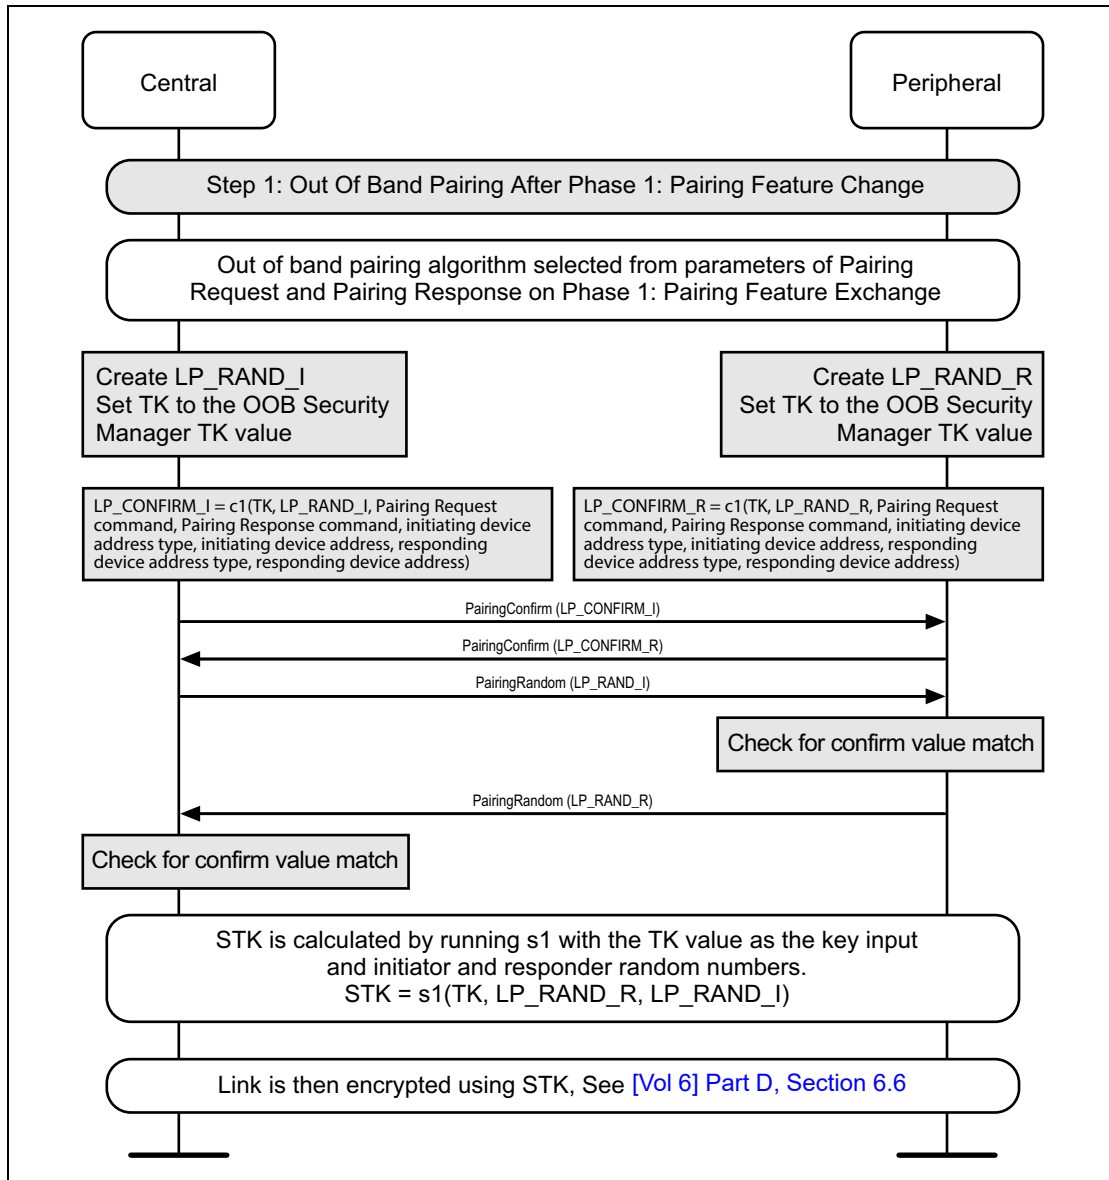 Central
Peripheral
Step 1: Out Of Band Pairing After Phase 1: Pairing Feature Change
Out of band pairing algorithm selected from parameters of Pairing
Request and Pairing Response on Phase 1: Pairing Feature Exchange
Create LP_RAND_I
Set TK to the OOB Security
Manager TK value
Create LP_RAND_R
Set TK to the OOB Security
Manager TK value
LP_CONFIRM_I = c1(TK, LP_RAND_I, Pairing Request
command, Pairing Response command, initiating device
address type, initiating device address, responding
device address type, responding device address)
LP_CONFIRM_R = c1(TK, LP_RAND_R, Pairing Request
command, Pairing Response command, initiating device
address type, initiating device address, responding
device address type, responding device address)
PairingConfirm (LP_CONFIRM_I)
PairingConfirm (LP_CONFIRM_R)
PairingRandom (LP_RAND_I)
Check for confirm value match
PairingRandom (LP_RAND_R)
Check for confirm value match
STK is calculated by running s1 with the TK value as the key input
and initiator and responder random numbers.
STK = s1(TK, LP_RAND_R, LP_RAND_I)
Link is then encrypted using STK, See [Vol 6] Part D, Section 6.6